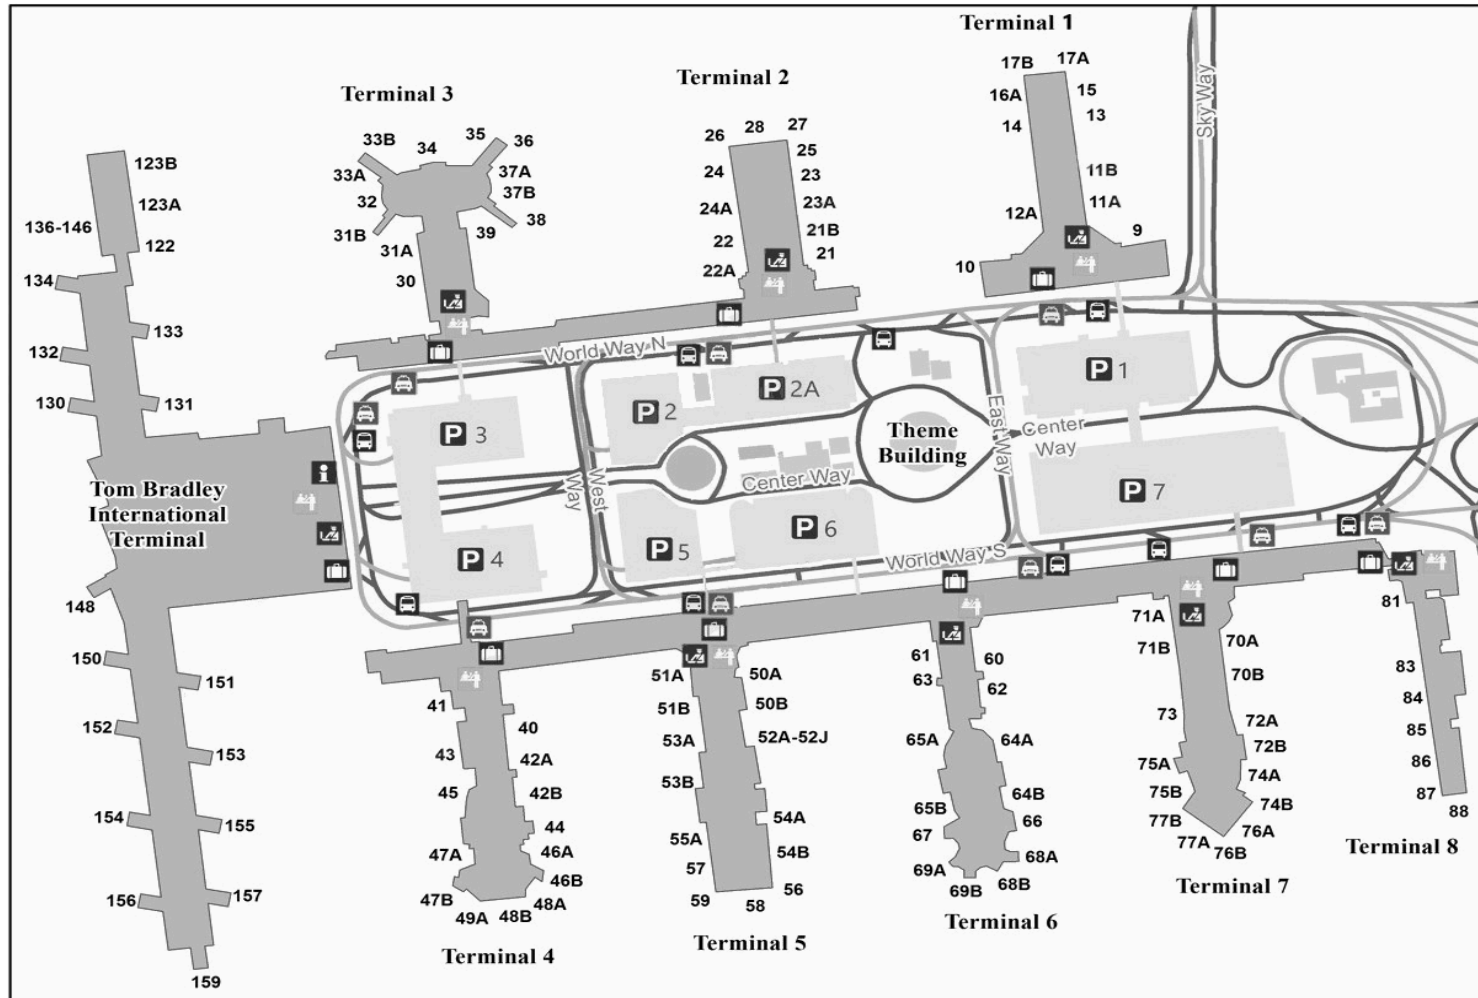 Terminal 1
17B
17A
16A
15
14
13
11B
11A
12A
9
10
Sky Way
Terminal 2
28
27
26
25
24
23
24A
23A
21B
22
21
22A
Terminal 3
33B
34
35
36
33A
37A
32
37B
38
31B
39
31A
30
123B
123A
136-146
122
134
133
132
130
131
Tom Bradley
International
Terminal
148
150
151
152
153
154
155
156
157
159
World Way N
P 3
P 2
P 2A
P 1
P 4
P 5
P 6
P 7
West
Way
Center Way
Theme
Building
East Way
Center
Way
World Way S
41
40
43
42A
45
42B
44
47A
46A
46B
47B
48A
49A
48B
Terminal 4
51A
50A
51B
50B
53A
52A-52J
53B
54A
55A
54B
57
56
59
58
Terminal 5
61
60
63
62
65A
64A
64B
65B
66
67
68A
69A
68B
69B
Terminal 6
71A
70A
71B
70B
73
72A
72B
75A
74A
75B
74B
77B
76A
77A
76B
Terminal 7
81
83
84
85
86
87
88
Terminal 8